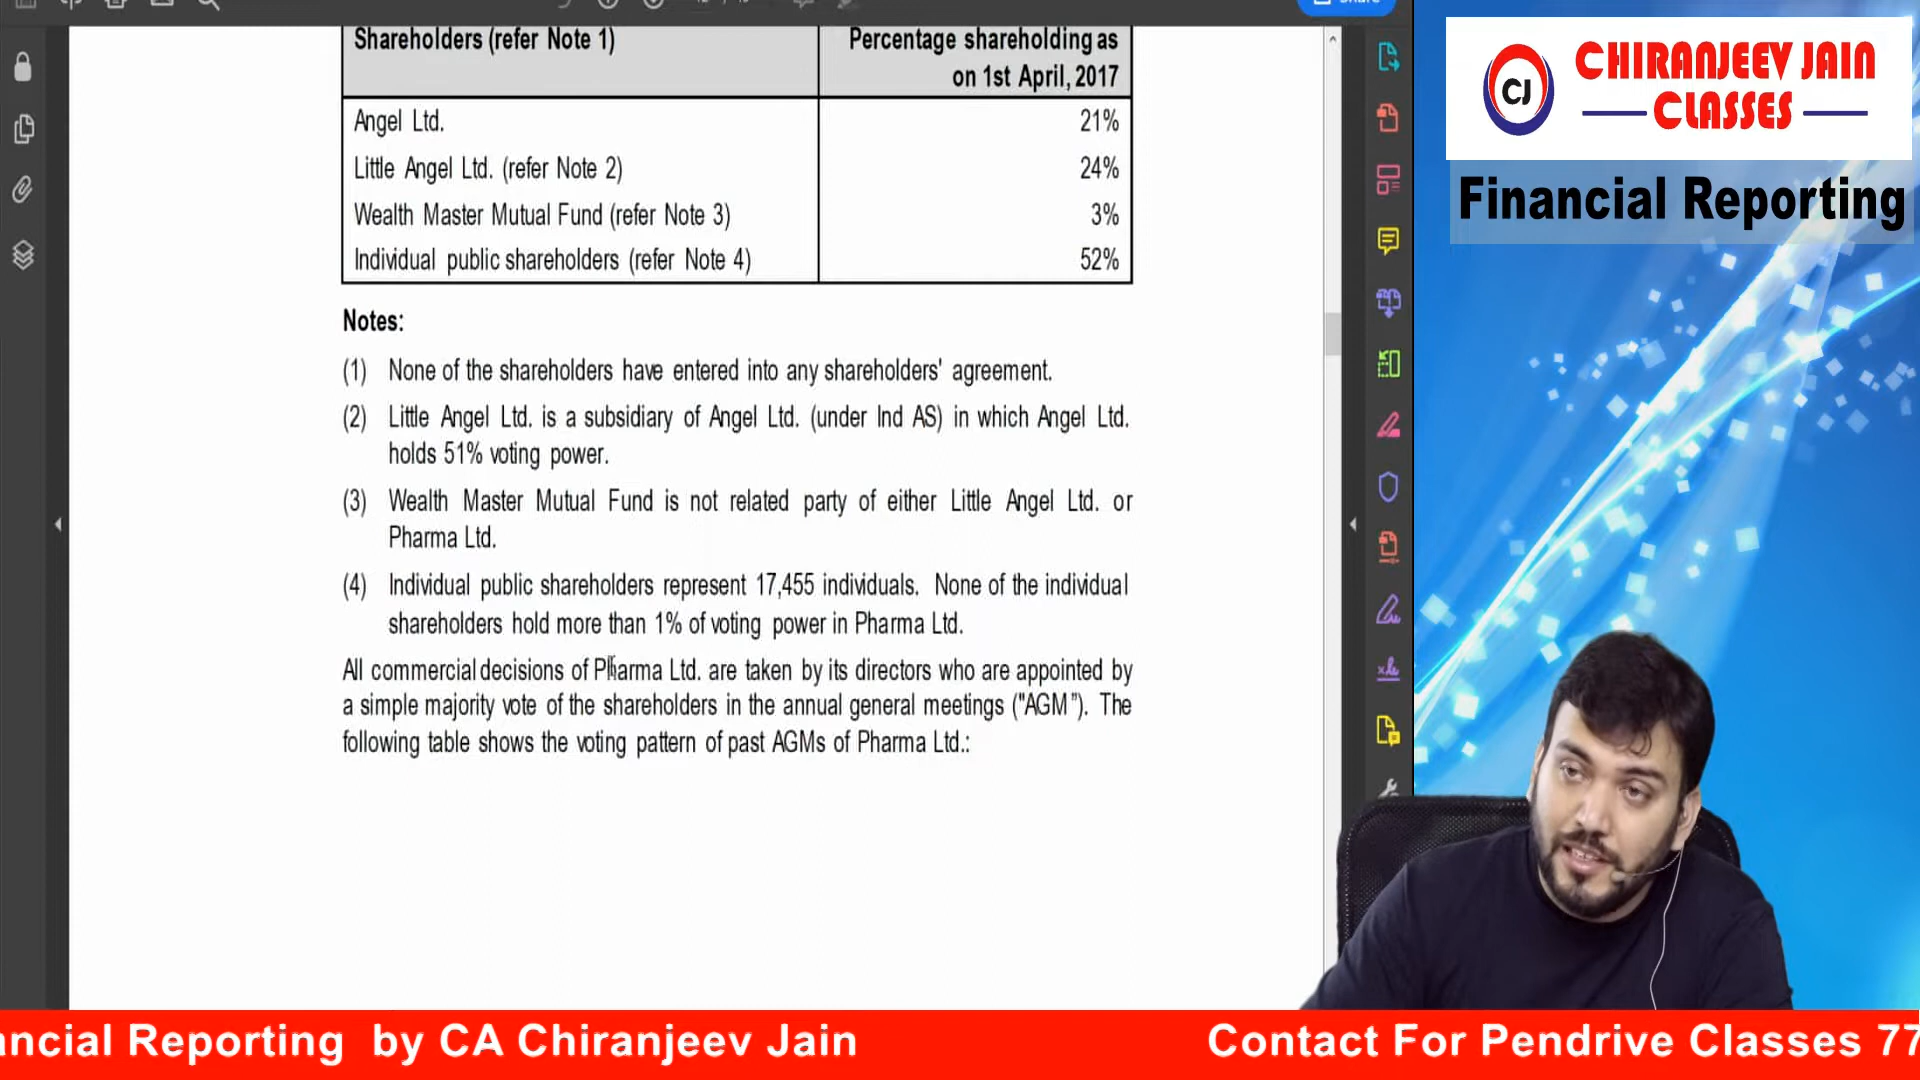 Shareholders (refer Note 1)
Percentage shareholding as
on 1st April, 2017
Angel Ltd.
21%
Little Angel Ltd. (refer Note 2)
24%
Wealth Master Mutual Fund (refer Note 3)
3%
Individual public shareholders (refer Note 4)
52%
Notes:
(1) None of the shareholders have entered into any shareholders' agreement.
(2) Little Angel Ltd. is a subsidiary of Angel Ltd. (under Ind AS) in which Angel Ltd.
holds 51% voting power.
(3) Wealth Master Mutual Fund is not related party of either Little Angel Ltd. or
Pharma Ltd.
(4) Individual public shareholders represent 17,455 individuals. None of the individual
shareholders hold more than 1% of voting power in Pharma Ltd.
All commercial decisions of Pharma Ltd. are taken by its directors who are appointed by
a simple majority vote of the shareholders in the annual general meetings ("AGM"). The
following table shows the voting pattern of past AGMs of Pharma Ltd.:
CJ
CHIRANJEEV JAIN
CLASSES
Financial Reporting
ancial Reporting by CA Chiranjeev Jain
Contact For Pendrive Classes 77